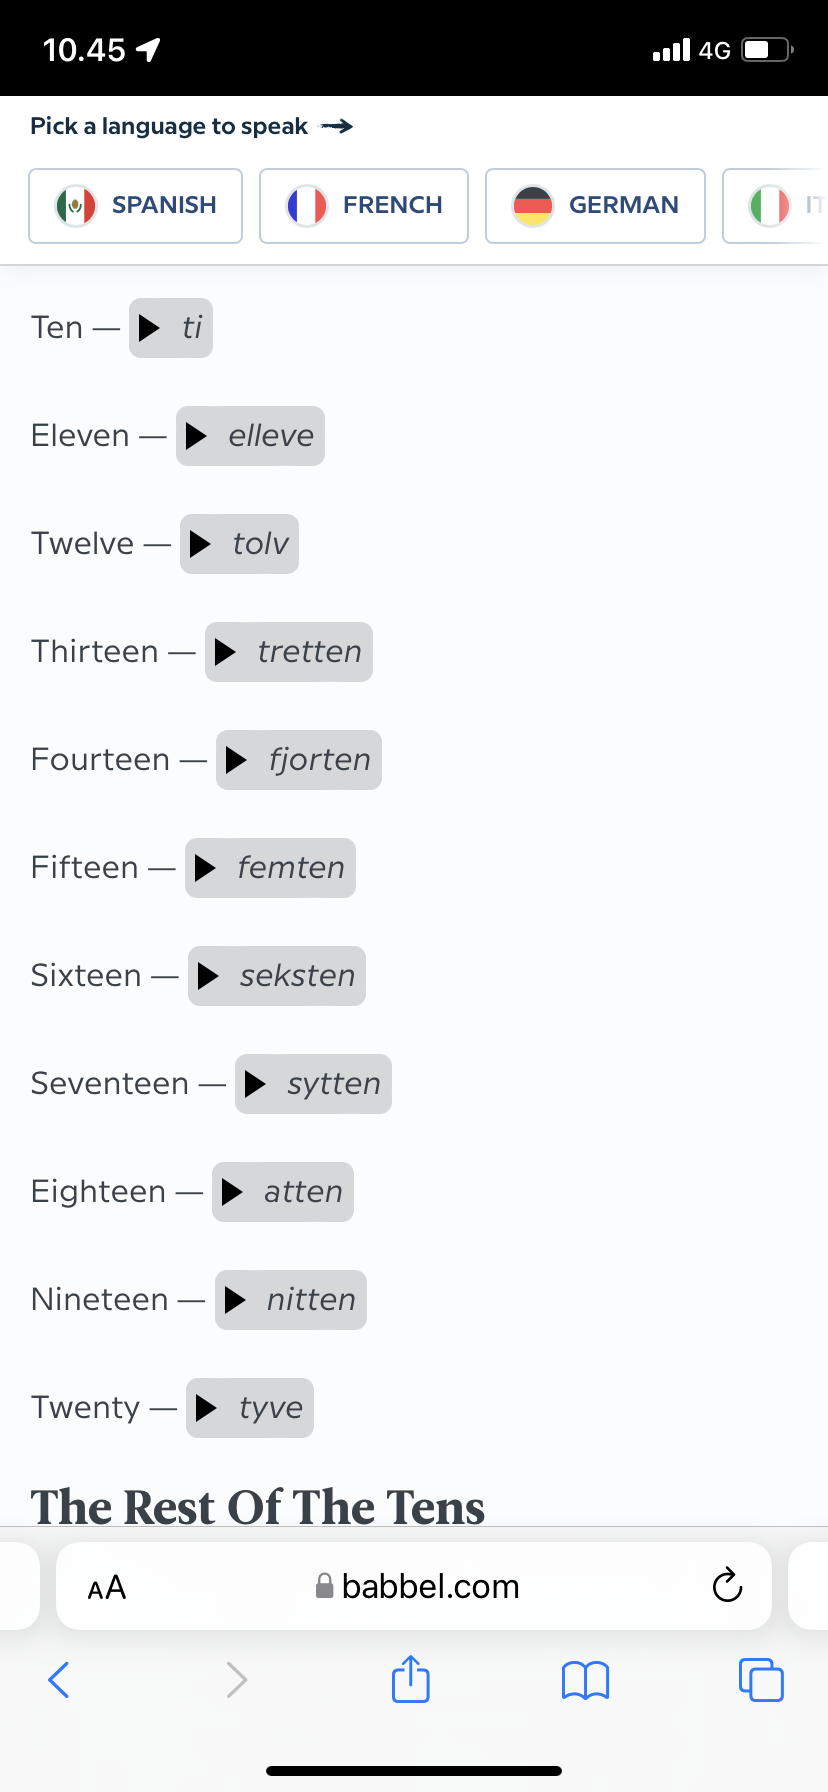 10.45 4G
Pick a language to speak
SPANISH FRENCH GERMAN IT
Ten — ti
Eleven — elleve
Twelve — tolv
Thirteen — tretten
Fourteen — fjorten
Fifteen — femten
Sixteen — seksten
Seventeen — sytten
Eighteen — atten
Nineteen — nitten
Twenty — tyve
The Rest Of The Tens
AA babbel.com